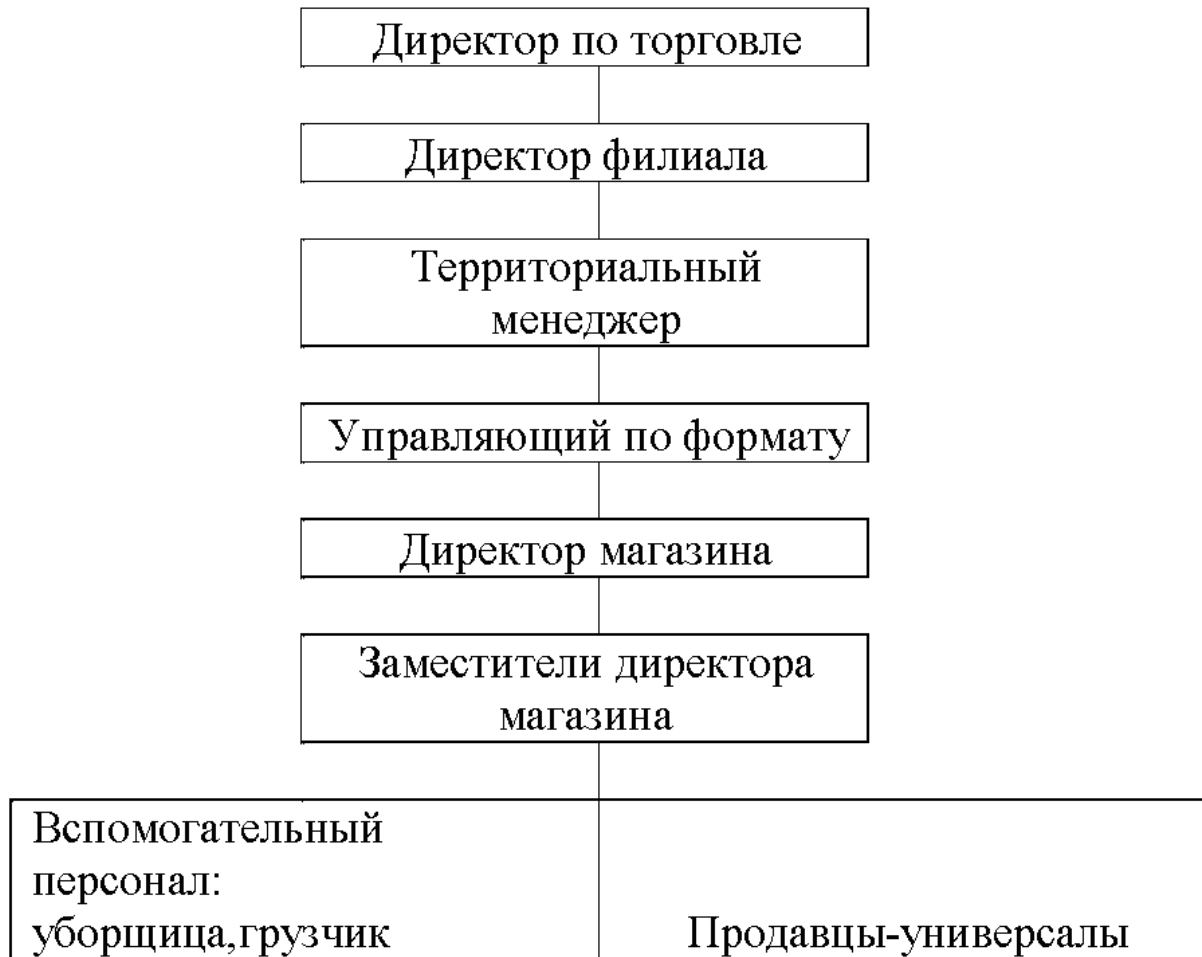 Директор по торговле
Директор филиала
Территориальный
менеджер
Управляющий по формату
Директор магазина
Заместители директора
магазина
Вспомогательный
персонал:
уборщица,грузчик
Продавцы-универсалы